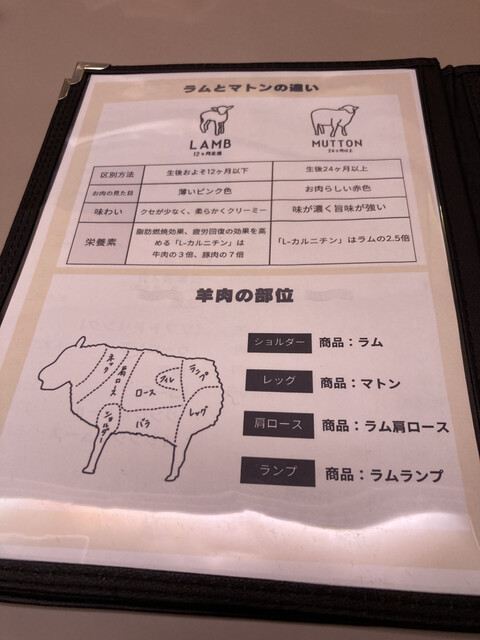 ラムとマトンの違い
LAMB
12ヶ月未満
MUTTON
24ヶ月以上
区別方法 生後およそ12ヶ月以下 生後24ヶ月以上
お肉の見た目 薄いピンク色 お肉らしい赤色
味わい クセが少なく、柔らかくクリーミー 味が濃く旨味が強い
栄養素 脂肪燃焼効果、疲労回復の効果を高
める「L-カルニチン」は
牛肉の3倍、豚肉の7倍
「L-カルニチン」はラムの2.5倍
羊肉の部位
ネック
肩ロース
ロース
ヒレ
ランプ
ショルダー
バラ
レッグ
ショルダー 商品：ラム
レッグ 商品：マトン
肩ロース 商品：ラム肩ロース
ランプ 商品：ラムランプ